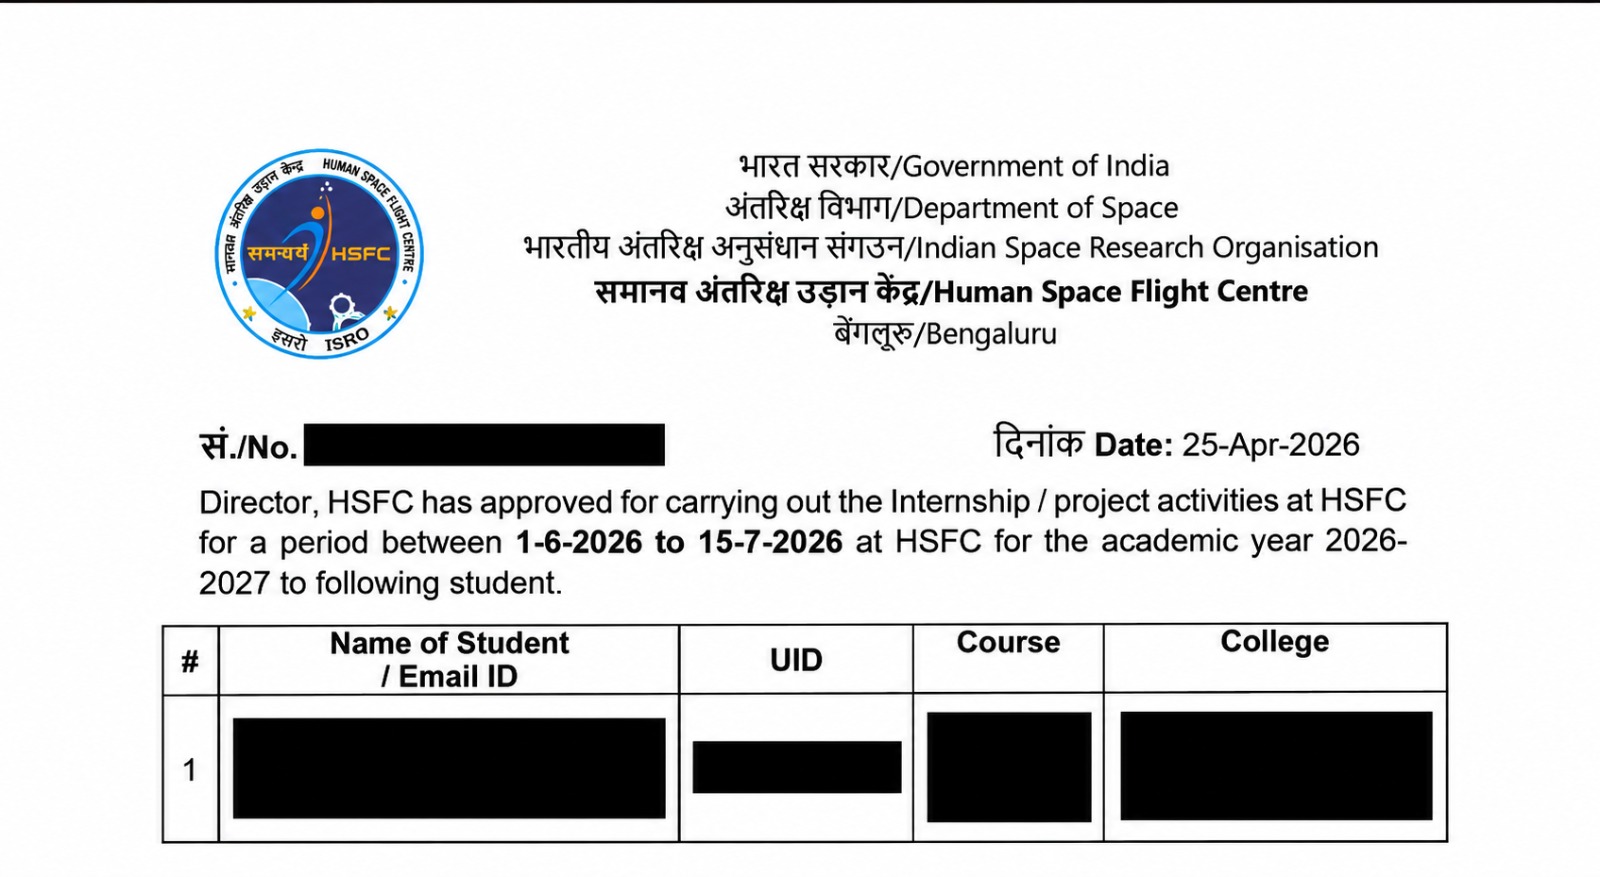 मानव अंतरिक्ष उड़ान केन्द्र HUMAN SPACE FLIGHT CENTRE
समन्वय HSFC
इसरो ISRO
भारत सरकार/Government of India
अंतरिक्ष विभाग/Department of Space
भारतीय अंतरिक्ष अनुसंधान संगउन/Indian Space Research Organisation
समानव अंतरिक्ष उड़ान केंद्र/Human Space Flight Centre
बेंगलूरु/Bengaluru
सं./No.
दिनांक Date: 25-Apr-2026
Director, HSFC has approved for carrying out the Internship / project activities at HSFC
for a period between 1-6-2026 to 15-7-2026 at HSFC for the academic year 2026-
2027 to following student.
# Name of Student / Email ID UID Course College
1